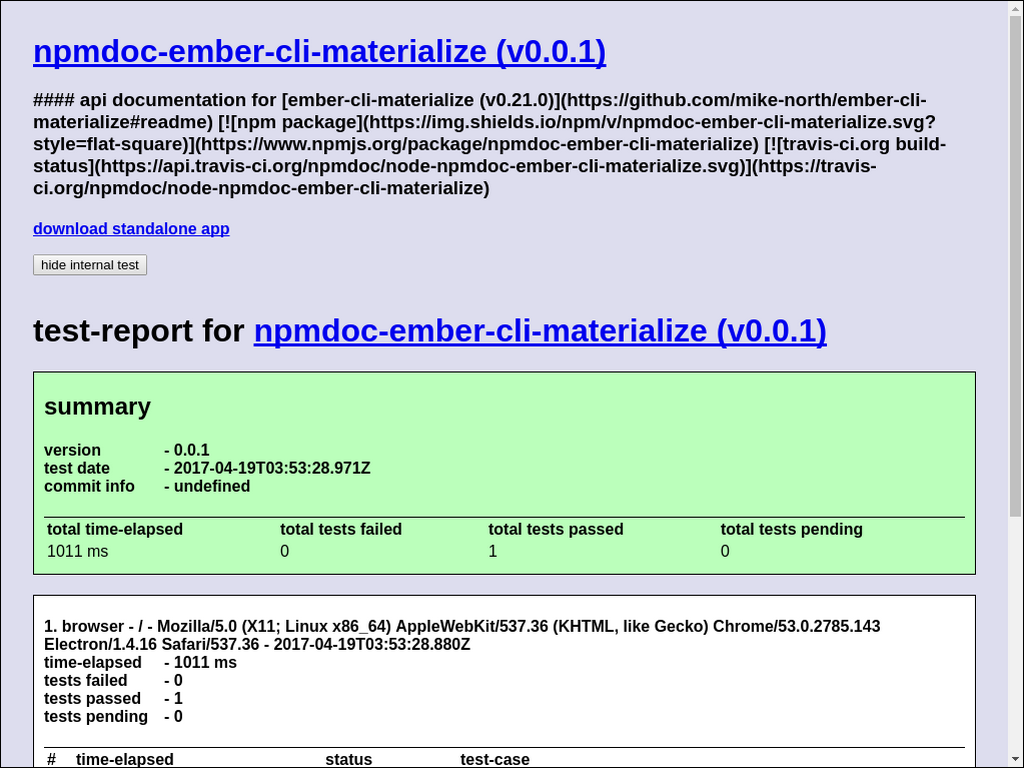 npmdoc-ember-cli-materialize (v0.0.1)
#### api documentation for [ember-cli-materialize (v0.21.0)](https://github.com/mike-north/ember-cli-
materialize#readme) [![npm package](https://img.shields.io/npm/v/npmdoc-ember-cli-materialize.svg?
style=flat-square)](https://www.npmjs.org/package/npmdoc-ember-cli-materialize) [![travis-ci.org build-
status](https://api.travis-ci.org/npmdoc/node-npmdoc-ember-cli-materialize.svg)](https://travis-
ci.org/npmdoc/node-npmdoc-ember-cli-materialize)
download standalone app
hide internal test
test-report for npmdoc-ember-cli-materialize (v0.0.1)
summary
version - 0.0.1
test date - 2017-04-19T03:53:28.971Z
commit info - undefined
total time-elapsed total tests failed total tests passed total tests pending
1011 ms 0 1 0
1. browser - / - Mozilla/5.0 (X11; Linux x86_64) AppleWebKit/537.36 (KHTML, like Gecko) Chrome/53.0.2785.143
Electron/1.4.16 Safari/537.36 - 2017-04-19T03:53:28.880Z
time-elapsed - 1011 ms
tests failed - 0
tests passed - 1
tests pending - 0
# time-elapsed status test-case